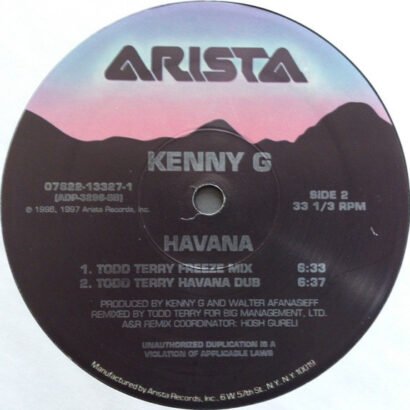 ARISTA
KENNY G
07822-13327-1
[ADP-3296-SB]
℗ 1996, 1997 Arista Records, Inc.
SIDE 2
33 1/3 RPM
HAVANA
1. TODD TERRY FREEZE MIX 6:33
2. TODD TERRY HAVANA DUB 6:37
PRODUCED BY KENNY G AND WALTER AFANASIEFF
REMIXED BY TODD TERRY FOR BIG MANAGEMENT, LTD.
A&R REMIX COORDINATOR: HOSH GURELI
UNAUTHORIZED DUPLICATION IS A
VIOLATION OF APPLICABLE LAWS
Manufactured by Arista Records, Inc., 6 W 57th St., N.Y., N.Y. 10019